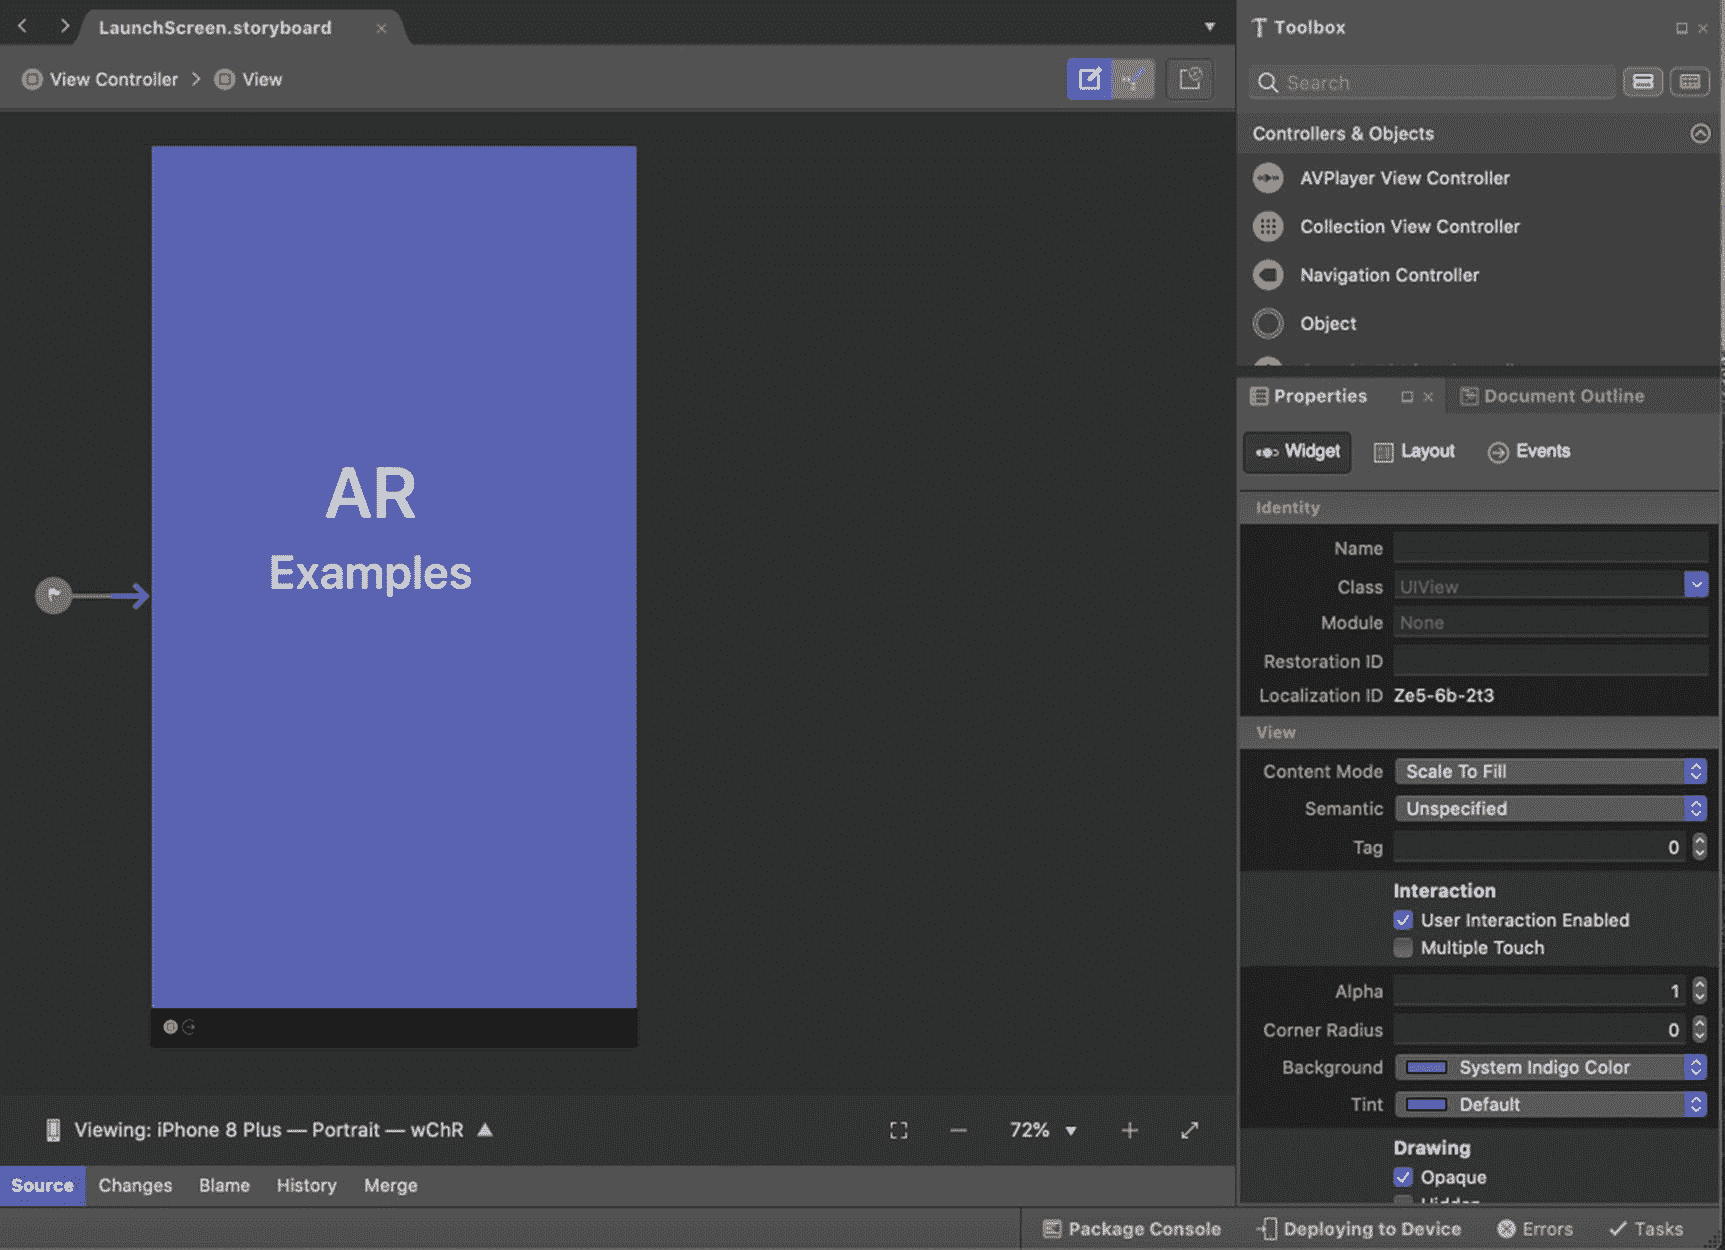 LaunchScreen.storyboard
View Controller > View
AR
Examples
Viewing: iPhone 8 Plus — Portrait — wChR
72%
Source Changes Blame History Merge
Toolbox
Search
Controllers & Objects
AVPlayer View Controller
Collection View Controller
Navigation Controller
Object
Properties Document Outline
Widget Layout Events
Identity
Name
Class UIView
Module None
Restoration ID
Localization ID Ze5-6b-2t3
View
Content Mode Scale To Fill
Semantic Unspecified
Tag 0
Interaction
User Interaction Enabled
Multiple Touch
Alpha 1
Corner Radius 0
Background System Indigo Color
Tint Default
Drawing
Opaque
Package Console Deploying to Device Errors Tasks